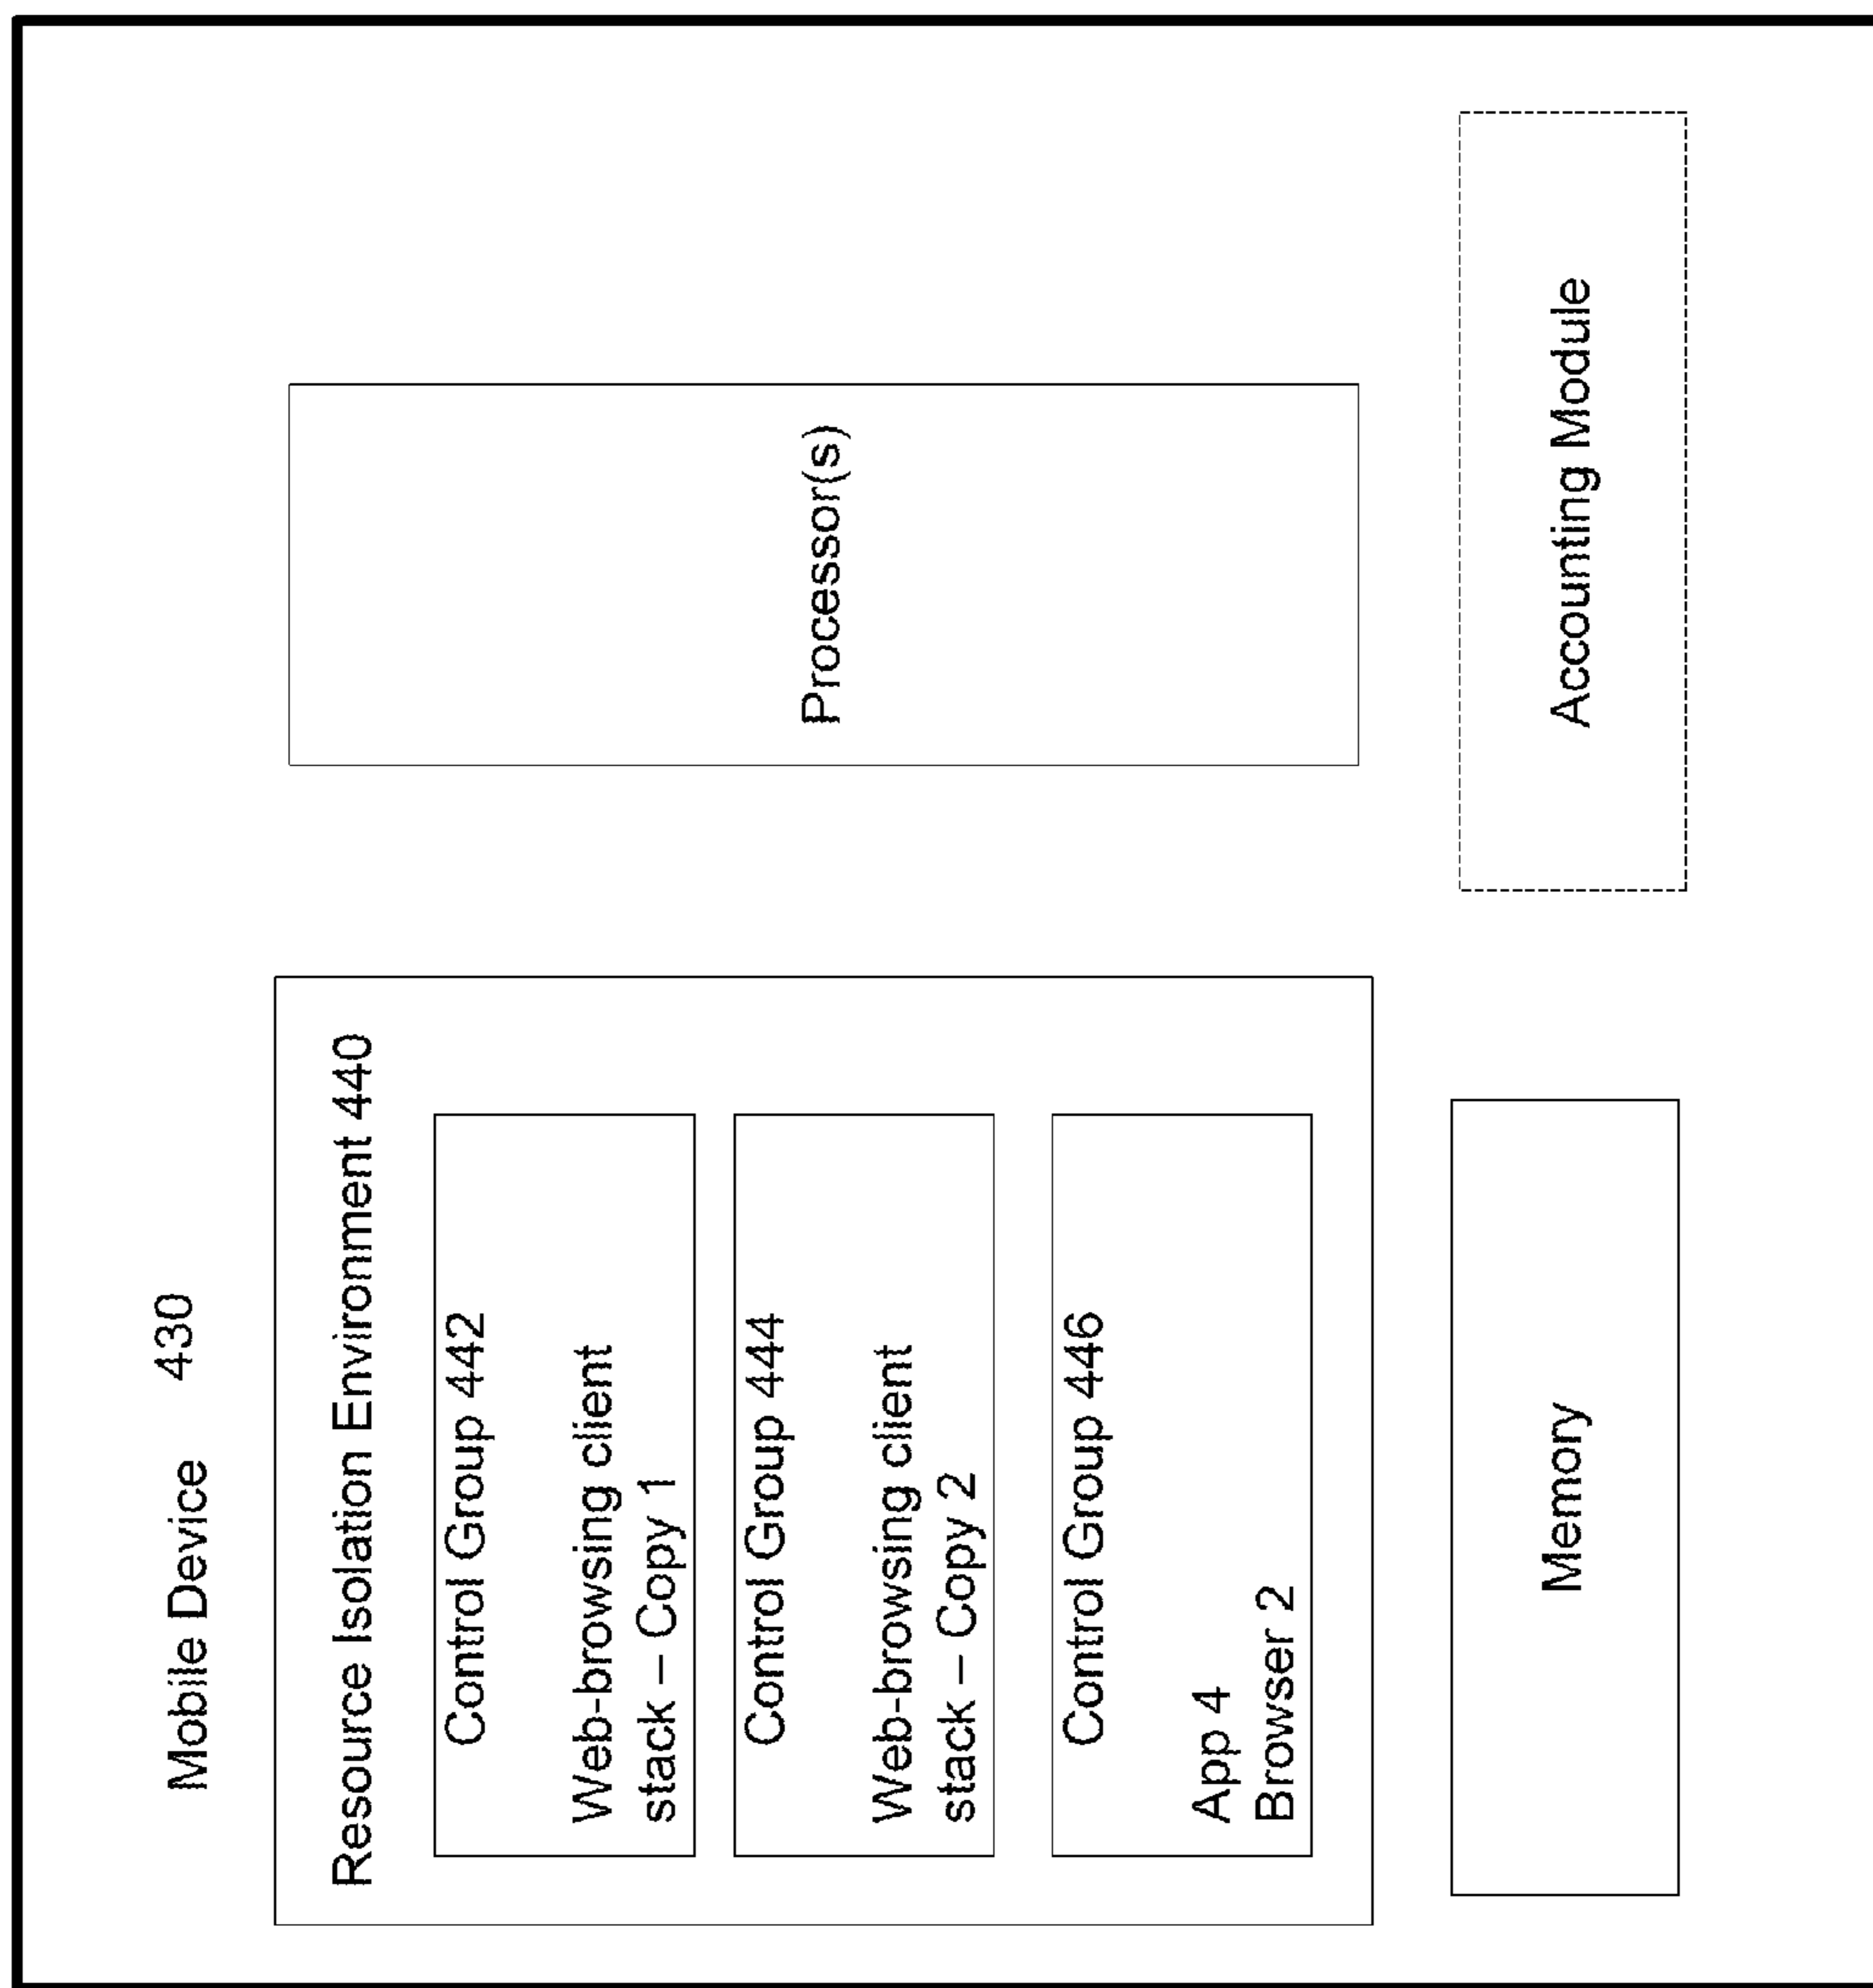 Mobile Device 430
Resource Isolation Environment 440
Control Group 442
Web-browsing client
stack – Copy 1
Control Group 444
Web-browsing client
stack – Copy 2
Control Group 446
App 4
Browser 2
Processor(s)
Memory
Accounting Module